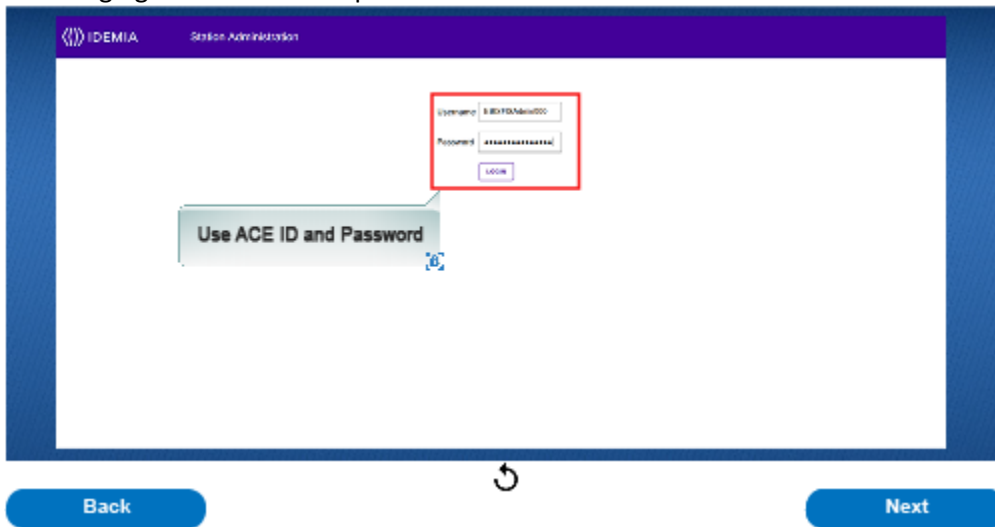 IDEMIA Station Administration
Username
Password
LOGIN
Use ACE ID and Password
Back
Next